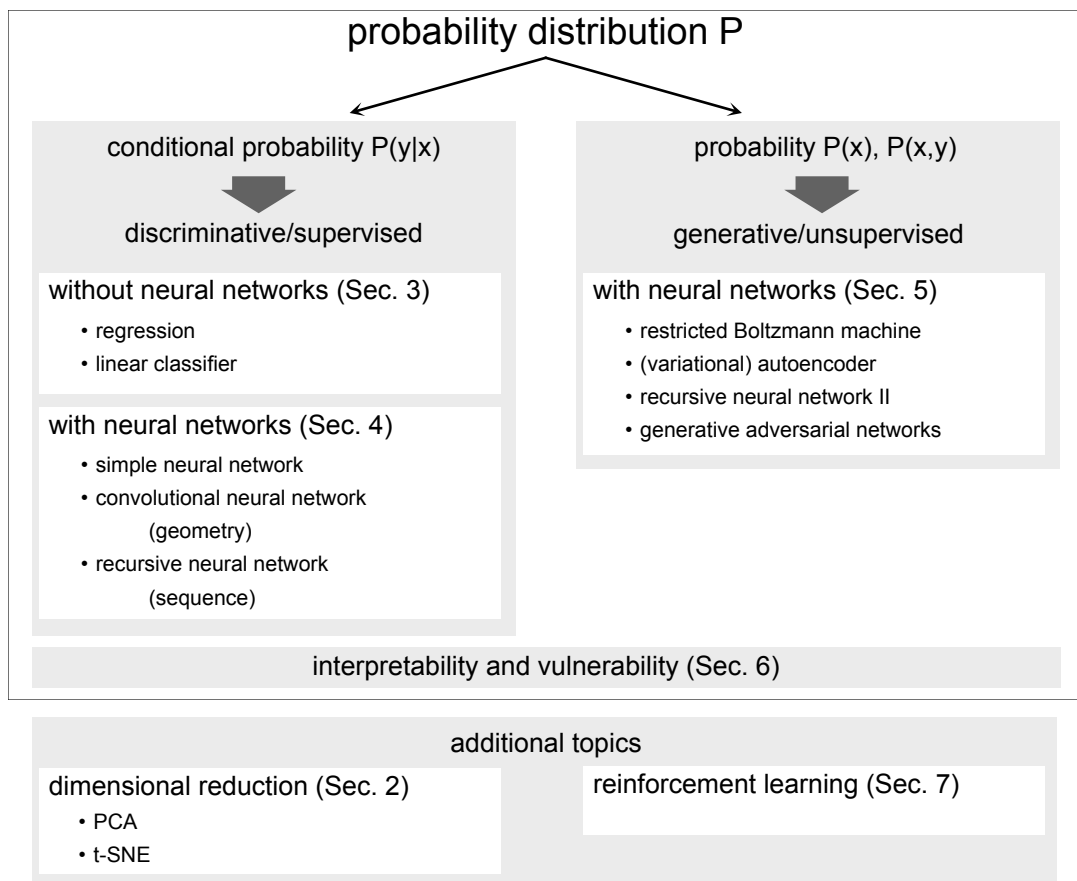 probability distribution P
conditional probability P(y|x)
discriminative/supervised
without neural networks (Sec. 3)
• regression
• linear classifier
with neural networks (Sec. 4)
• simple neural network
• convolutional neural network
(geometry)
• recursive neural network
(sequence)
probability P(x), P(x,y)
generative/unsupervised
with neural networks (Sec. 5)
• restricted Boltzmann machine
• (variational) autoencoder
• recursive neural network II
• generative adversarial networks
interpretability and vulnerability (Sec. 6)
additional topics
dimensional reduction (Sec. 2)
• PCA
• t-SNE
reinforcement learning (Sec. 7)